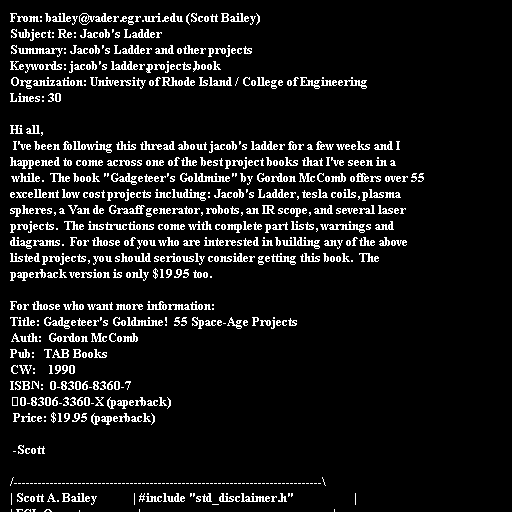 From: bailey@vader.egr.uri.edu (Scott Bailey)
Subject: Re: Jacob's Ladder
Summary: Jacob's Ladder and other projects
Keywords: jacob's ladder,projects,book
Organization: University of Rhode Island / College of Engineering
Lines: 30

Hi all,
I've been following this thread about jacob's ladder for a few weeks and I
happened to come across one of the best project books that I've seen in a
while.  The book "Gadgeteer's Goldmine" by Gordon McComb offers over 55
excellent low cost projects including: Jacob's Ladder, tesla coils, plasma
spheres, a Van de Graaff generator, robots, an IR scope, and several laser
projects.  The instructions come with complete part lists, warnings and
diagrams.  For those of you who are interested in building any of the above
listed projects, you should seriously consider getting this book.  The
paperback version is only $19.95 too.

For those who want more information:
Title: Gadgeteer's Goldmine!  55 Space-Age Projects
Auth:  Gordon McComb
Pub:   TAB Books
CW:    1990
ISBN:  0-8306-8360-7
0-8306-3360-X (paperback)
Price: $19.95 (paperback)

-Scott

/-----------------------------------------------------------------------------\
| Scott A. Bailey            | #include "std_disclaimer.h"                    |